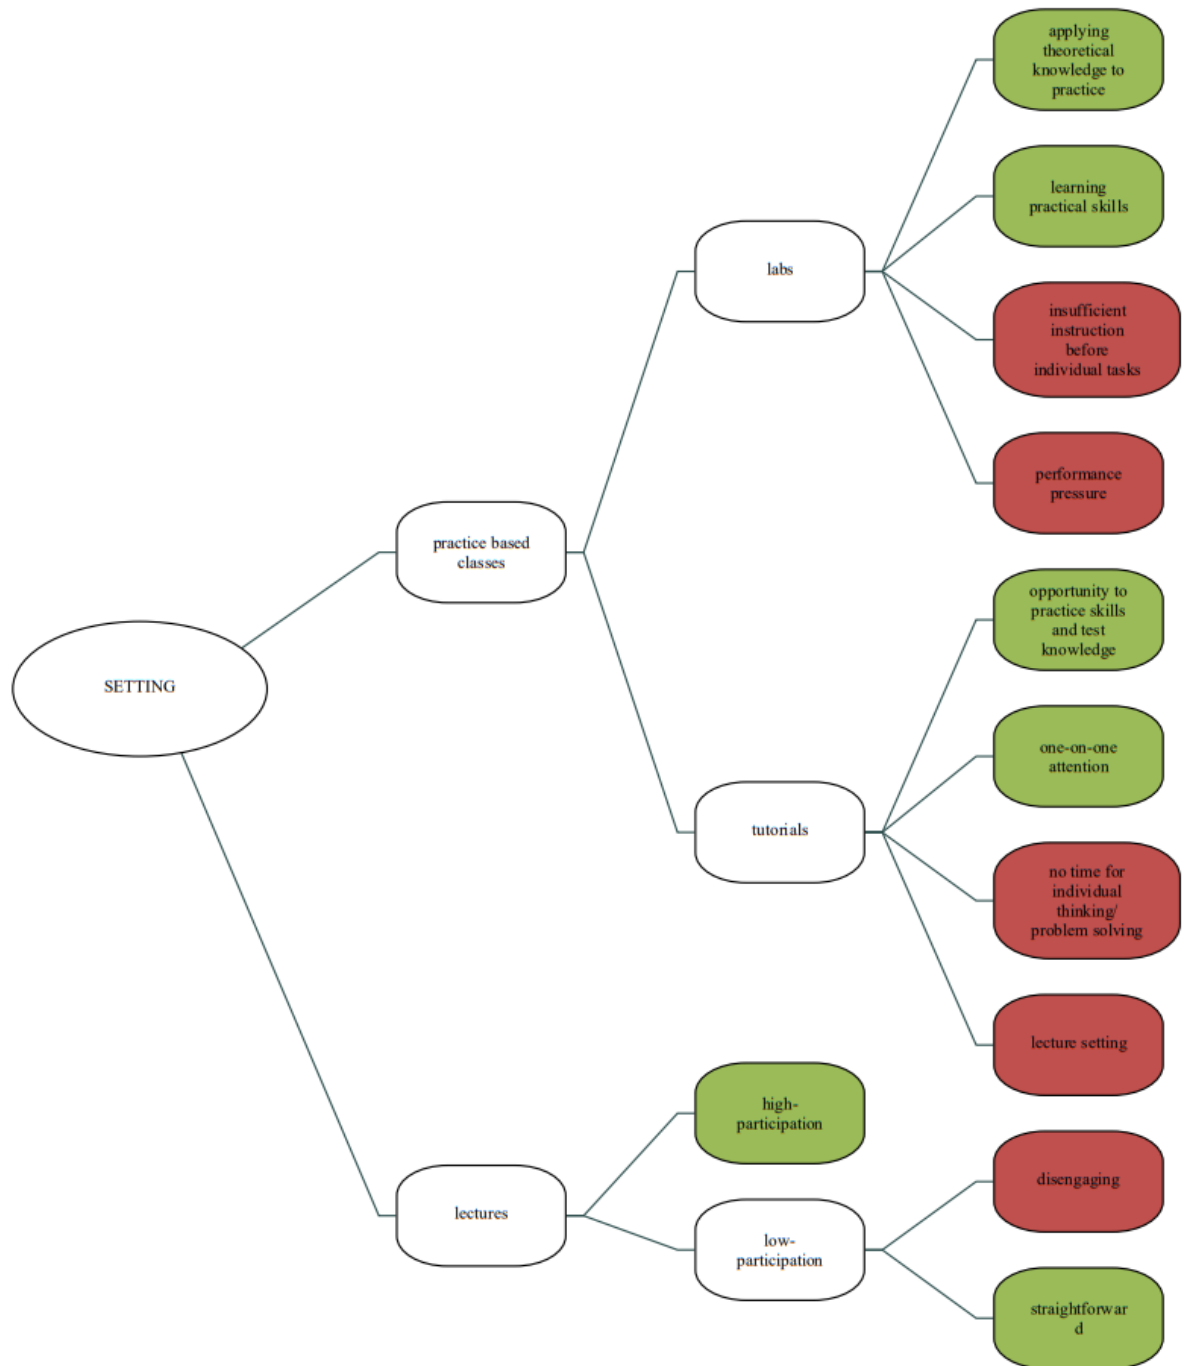 applying
theoretical
knowledge to
practice
learning
practical skills
labs
insufficient
instruction
before
individual tasks
performance
pressure
practice based
classes
opportunity to
practice skills
and test
knowledge
SETTING
one-on-one
attention
tutorials
no time for
individual
thinking/
problem solving
lecture setting
high-
participation
disengaging
lectures
low-
participation
straightforwar
d